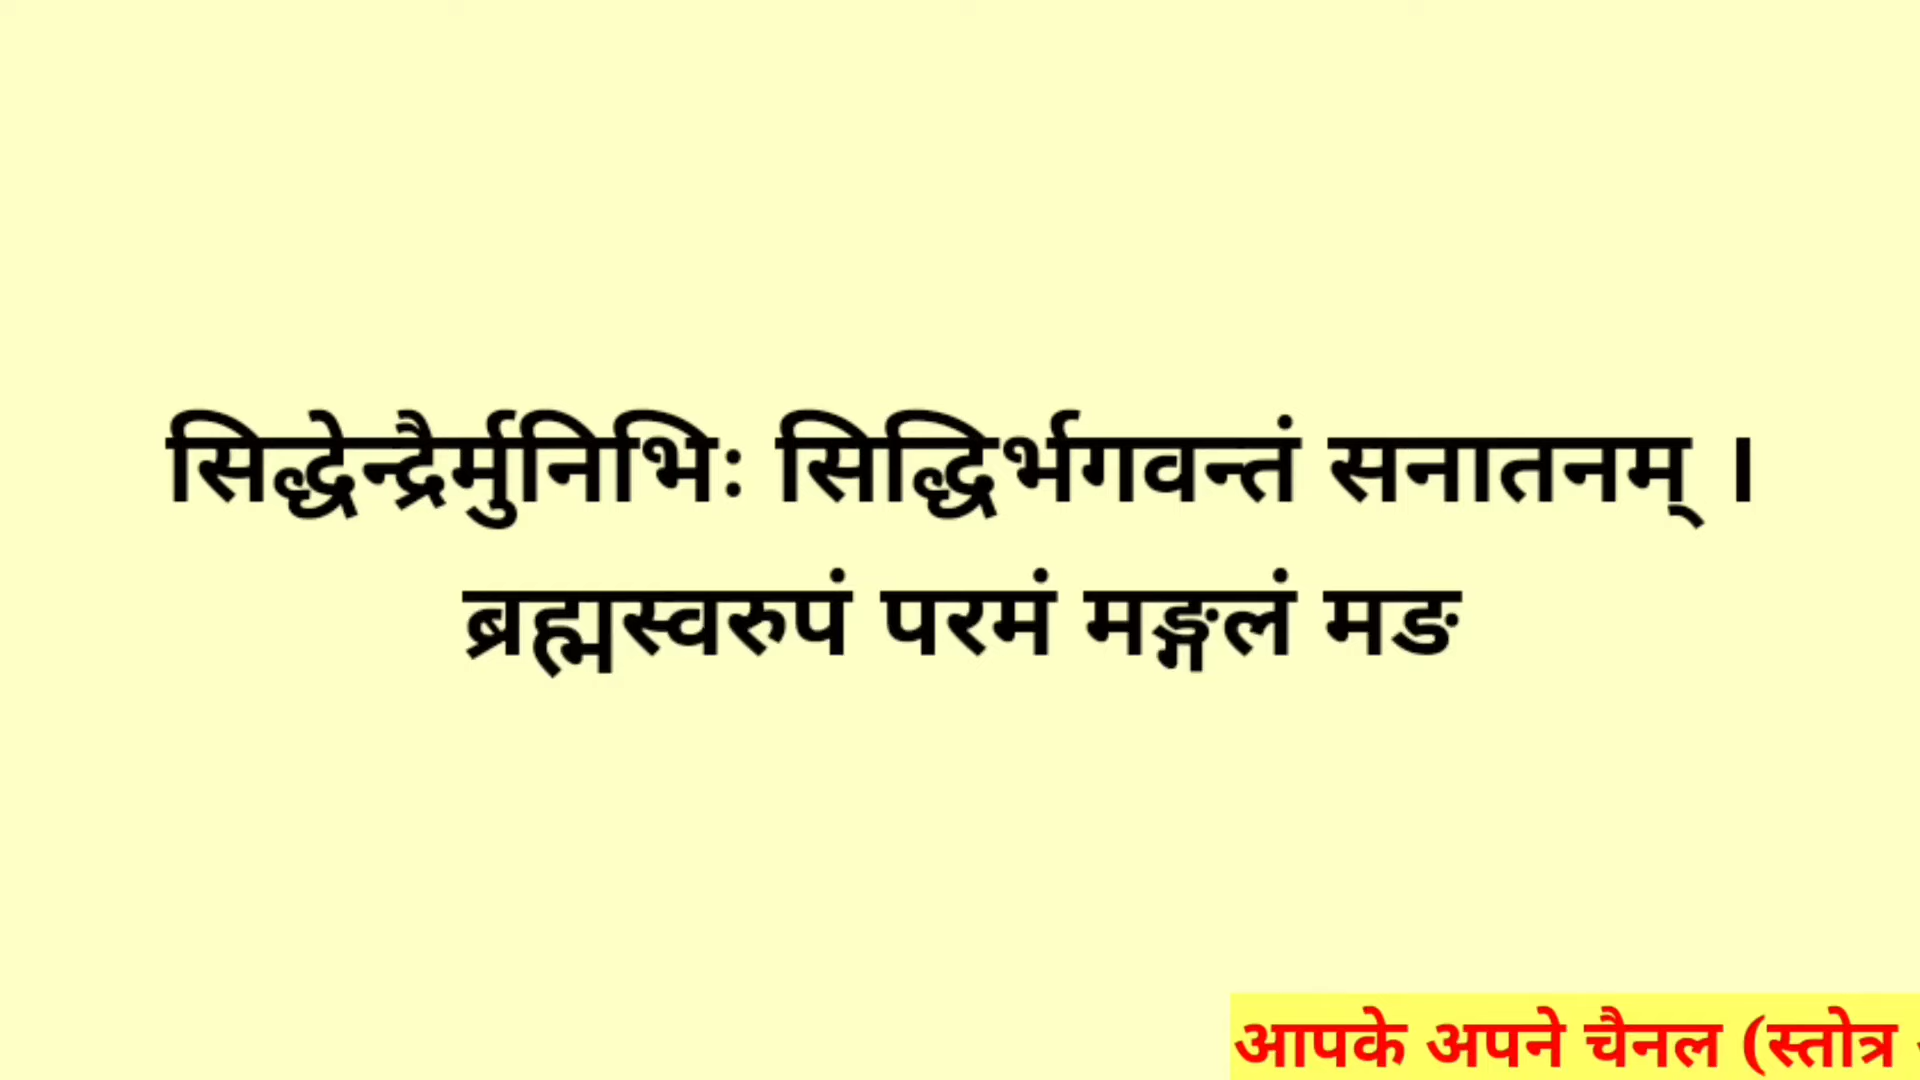 सिद्धेन्द्रैर्मुनिभिः सिद्धिर्भगवन्तं सनातनम् ।
ब्रह्मस्वरुपं परमं मङ्गलं मङ
आपके अपने चैनल (स्तोत्र